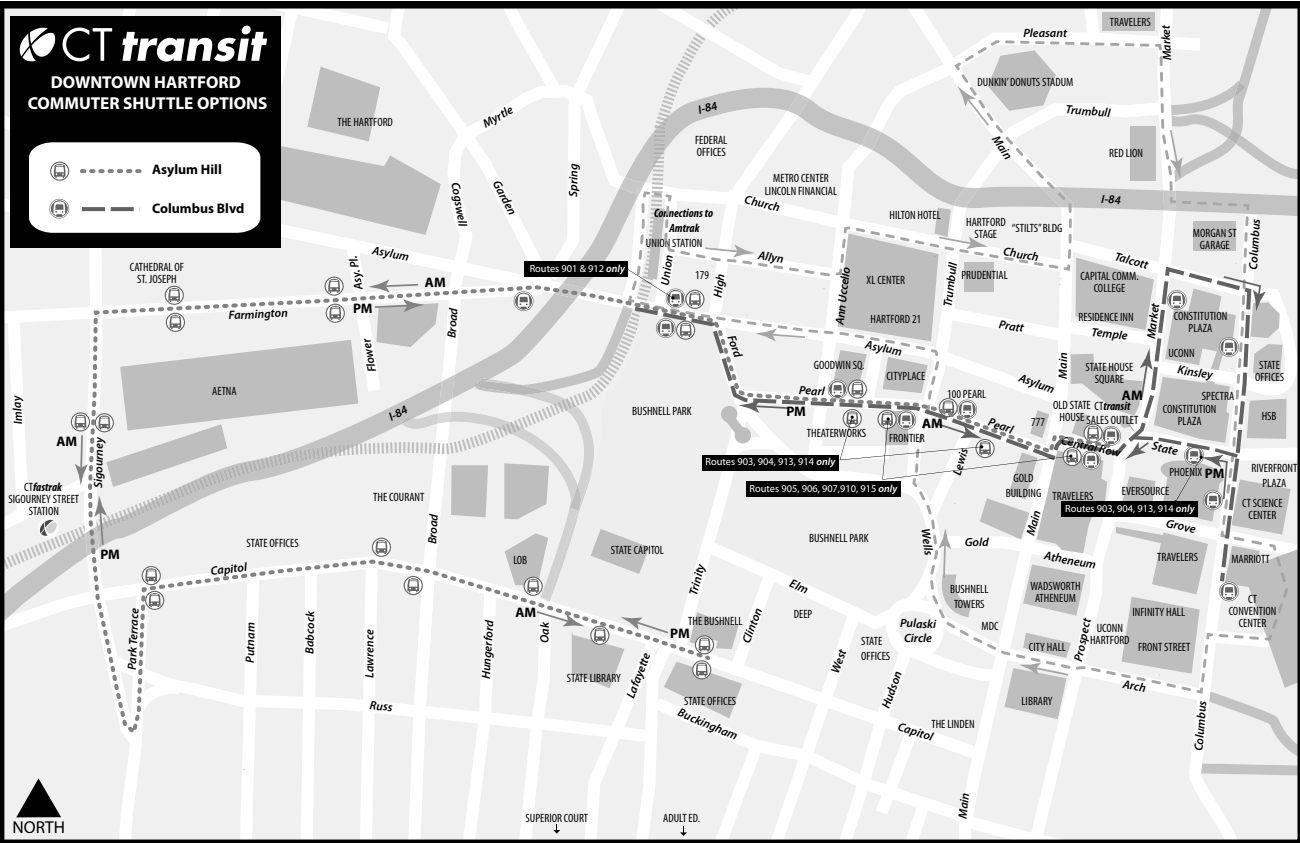 CT transit
DOWNTOWN HARTFORD
COMMUTER SHUTTLE OPTIONS
Asylum Hill
Columbus Blvd
TRAVELERS
Pleasant
Market
DUNKIN' DONUTS STADIUM
Trumbull
Main
RED LION
I-84
THE HARTFORD
Myrtle
FEDERAL
OFFICES
Spring
Garden
Cogswell
METRO CENTER
LINCOLN FINANCIAL
Church
HILTON HOTEL
HARTFORD
STAGE
"STILTS" BLDG
I-84
MORGAN ST
GARAGE
Columbus
Connections to
Amtrak
UNION STATION
Allyn
Church
Talcott
Asylum
Asy. Pl.
CATHEDRAL OF
ST. JOSEPH
AM
Routes 901 & 912 only
Union
179
High
Ann Uccello
XL CENTER
HARTFORD 21
Trumbull
PRUDENTIAL
CAPITAL COMM.
COLLEGE
RESIDENCE INN
Farmington
PM
Broad
Flower
Ford
Asylum
Pratt
Temple
Main
Market
CONSTITUTION
PLAZA
UCONN
Kinsley
STATE
OFFICES
AETNA
GOODWIN SQ.
CITYPLACE
STATE HOUSE
SQUARE
Asylum
SPECTRA
Imlay
I-84
BUSHNELL PARK
Pearl
PM
100 PEARL
AM
THEATERWORKS
FRONTIER
AM
Pearl
777
OLD STATE
HOUSE
CTtransit
SALES OUTLET
CONSTITUTION
PLAZA
HSB
AM
Sigourney
Central Row
State
Lewis
Routes 903, 904, 913, 914 only
PHOENIX
PM
RIVERFRONT
PLAZA
CTfastrak
SIGOURNEY STREET
STATION
Routes 905, 906, 907,910, 915 only
GOLD
BUILDING
TRAVELERS
EVERSOURCE
Routes 903, 904, 913, 914 only
CT SCIENCE
CENTER
THE COURANT
Broad
Main
Grove
PM
STATE OFFICES
Capitol
LOB
STATE CAPITOL
BUSHNELL PARK
Wells
Gold
Atheneum
TRAVELERS
MARRIOTT
Trinity
Elm
BUSHNELL
TOWERS
WADSWORTH
ATHENEUM
CT
CONVENTION
CENTER
AM
PM
THE BUSHNELL
Clinton
DEEP
Pulaski
Circle
MDC
INFINITY HALL
Park Terrace
Putnam
Babcock
Lawrence
Hungerford
Oak
STATE
OFFICES
West
CITY HALL
Prospect
UCONN
HARTFORD
FRONT STREET
STATE LIBRARY
Lafayette
STATE OFFICES
Hudson
LIBRARY
Arch
Russ
Buckingham
Capitol
THE LINDEN
Columbus
Main
NORTH
SUPERIOR COURT
ADULT ED.